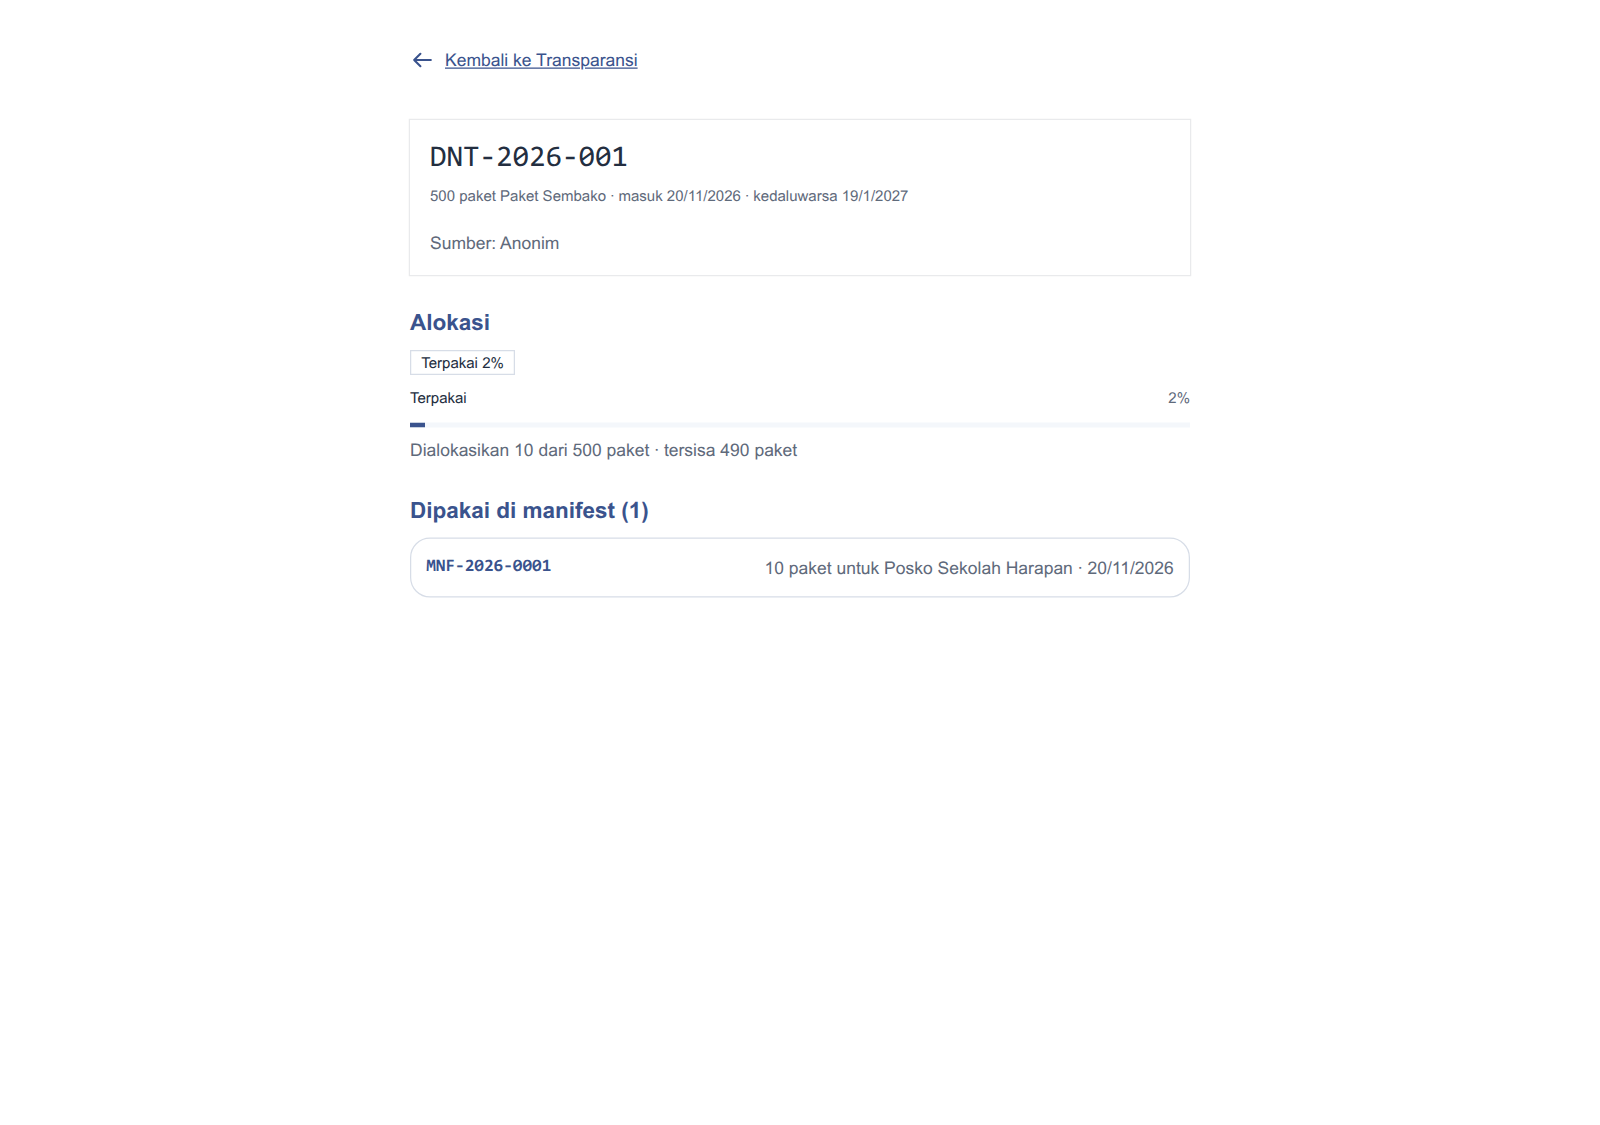 Kembali ke Transparansi
DNT-2026-001
500 paket Paket Sembako · masuk 20/11/2026 · kedaluwarsa 19/1/2027
Sumber: Anonim
Alokasi
Terpakai 2%
Terpakai 2%
Dialokasikan 10 dari 500 paket · tersisa 490 paket
Dipakai di manifest (1)
MNF-2026-0001 10 paket untuk Posko Sekolah Harapan · 20/11/2026